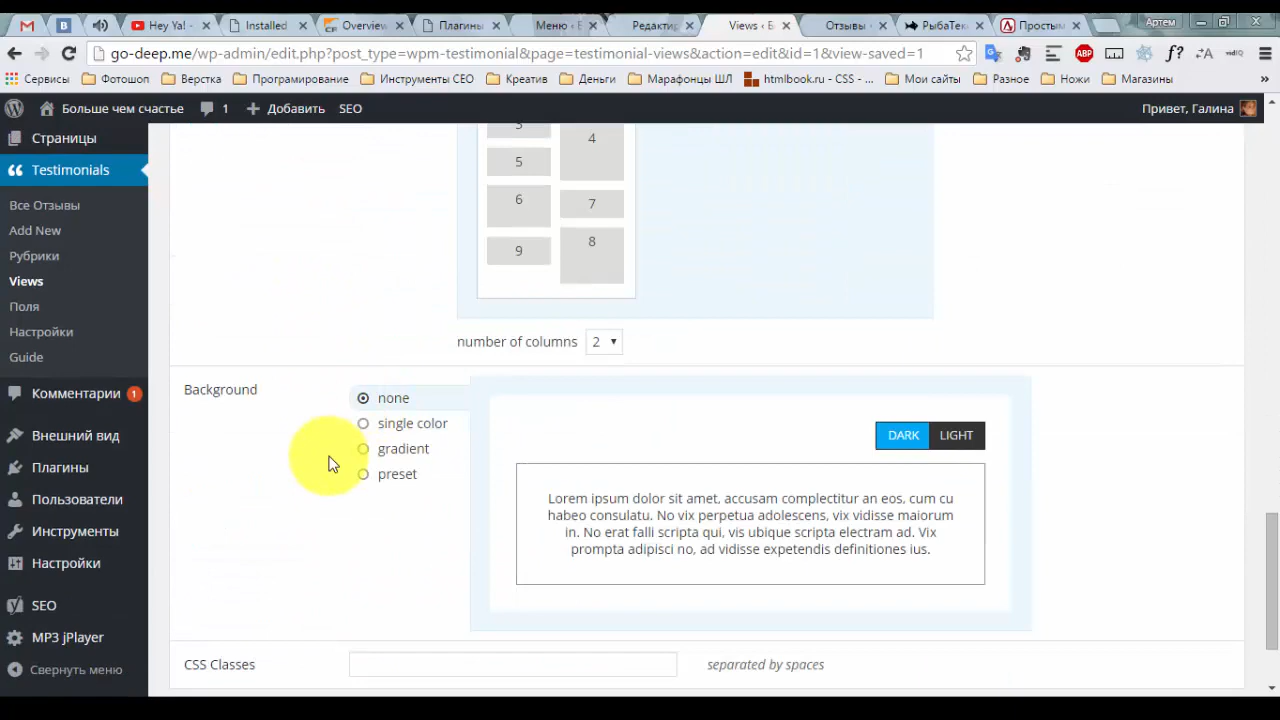 Hey Ya! -
Installed
Overview
Плагины
Меню ‹ Б
Редактир
Views ‹ Б
Отзывы ‹
РыбаТек
Простым
Артем
go-deep.me/wp-admin/edit.php?post_type=wpm-testimonial&page=testimonial-views&action=edit&id=1&view-saved=1
Сервисы
Фотошоп
Верстка
Програмирование
Инструменты СЕО
Креатив
Деньги
МарафонШЛ
htmlbook.ru - CSS - ...
Мои сайты
Разное
Ножи
Магазины
»
Больше чем счастье
1
Добавить
SEO
Привет, Галина
Страницы
Testimonials
Все Отзывы
Add New
Рубрики
Views
Поля
Настройки
Guide
Комментарии 1
Внешний вид
Плагины
Пользователи
Инструменты
Настройки
SEO
MP3 jPlayer
Свернуть меню
4
5
6
7
8
9
number of columns 2
Background
none
single color
gradient
preset
DARK LIGHT
Lorem ipsum dolor sit amet, accusam complectitur an eos, cum cu
habeo consulatu. No vix perpetua adolescens, vix vidisse maiorum
in. No erat falli scripta qui, vis ubique scripta electram ad. Vix
prompta adipisci no, ad vidisse expetendis definitiones ius.
CSS Classes
separated by spaces